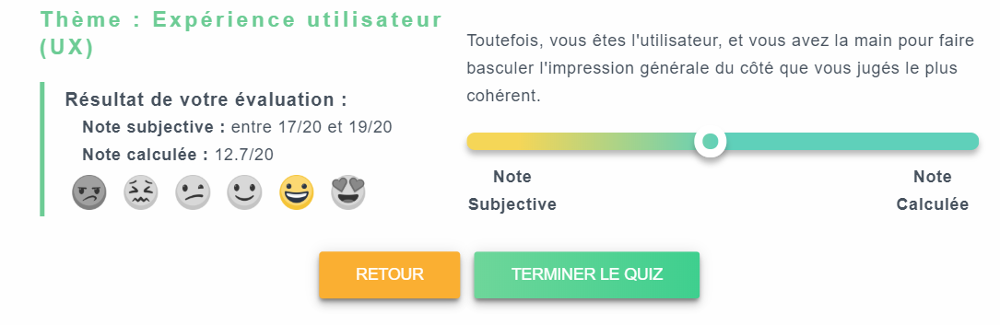 Thème : Expérience utilisateur
(UX)
Résultat de votre évaluation :
Note subjective : entre 17/20 et 19/20
Note calculée : 12.7/20
Toutefois, vous êtes l'utilisateur, et vous avez la main pour faire
basculer l'impression générale du côté que vous jugés le plus
cohérent.
Note
Subjective
Note
Calculée
RETOUR
TERMINER LE QUIZ